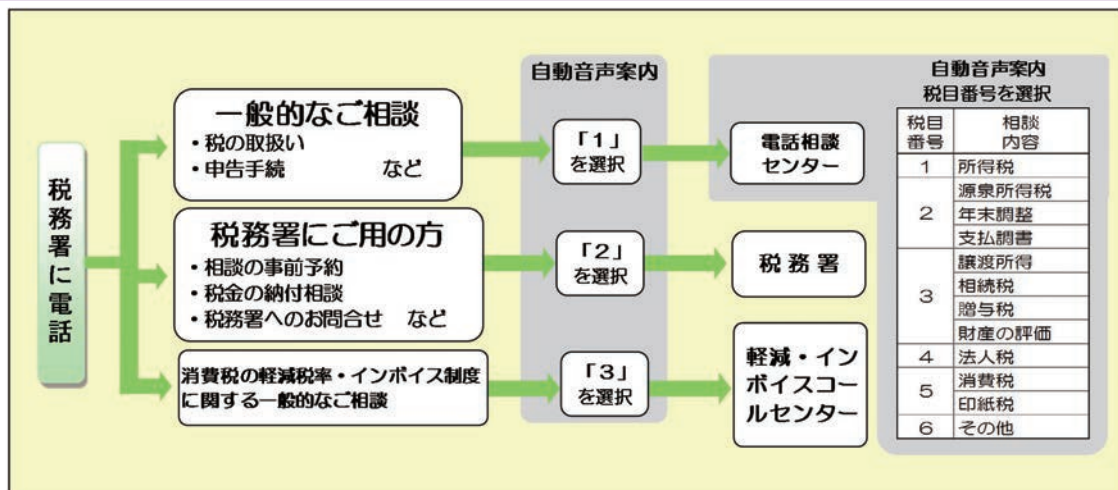 税務署に電話
一般的なご相談
・税の取扱い
・申告手続 など
税務署にご用の方
・相談の事前予約
・税金の納付相談
・税務署へのお問合せ など
消費税の軽減税率・インボイス制度
に関する一般的なご相談
自動音声案内
「1」
を選択
「2」
を選択
「3」
を選択
電話相談
センター
税務署
軽減・イン
ボイスコー
ルセンター
自動音声案内
税目番号を選択
税目
番号
相談
内容
1 所得税
2 源泉所得税
年末調整
支払調書
3 譲渡所得
相続税
贈与税
財産の評価
4 法人税
5 消費税
印紙税
6 その他